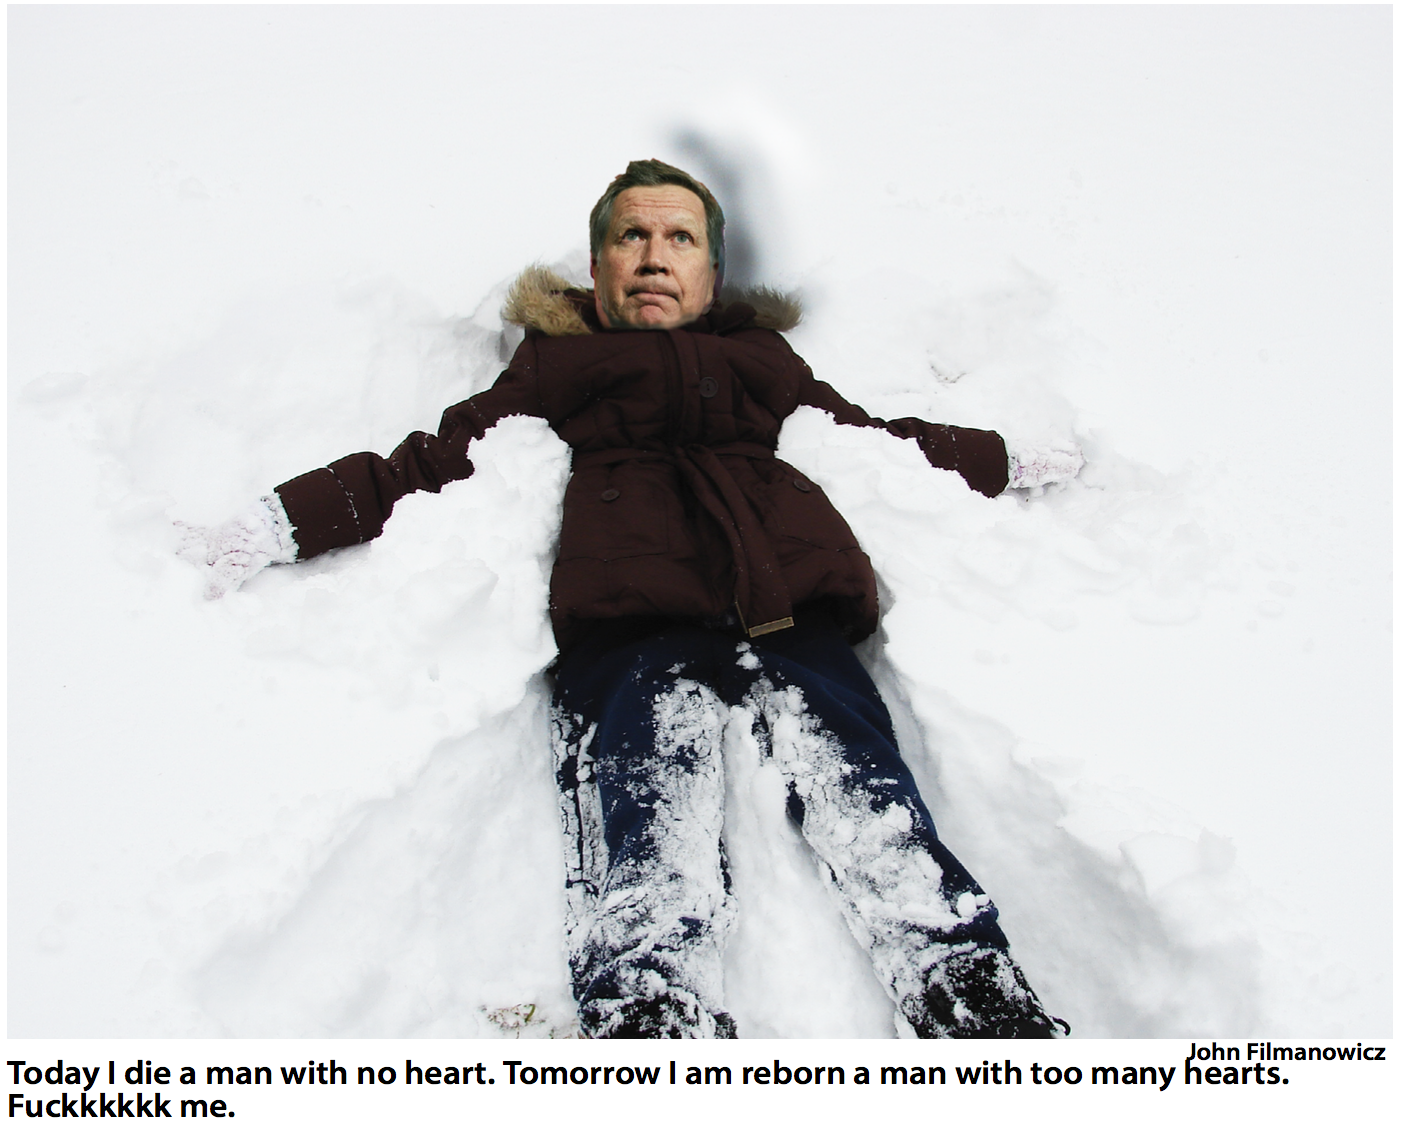 John Filmanowicz
Today I die a man with no heart. Tomorrow I am reborn a man with too many hearts.
Fuckkkkkk me.